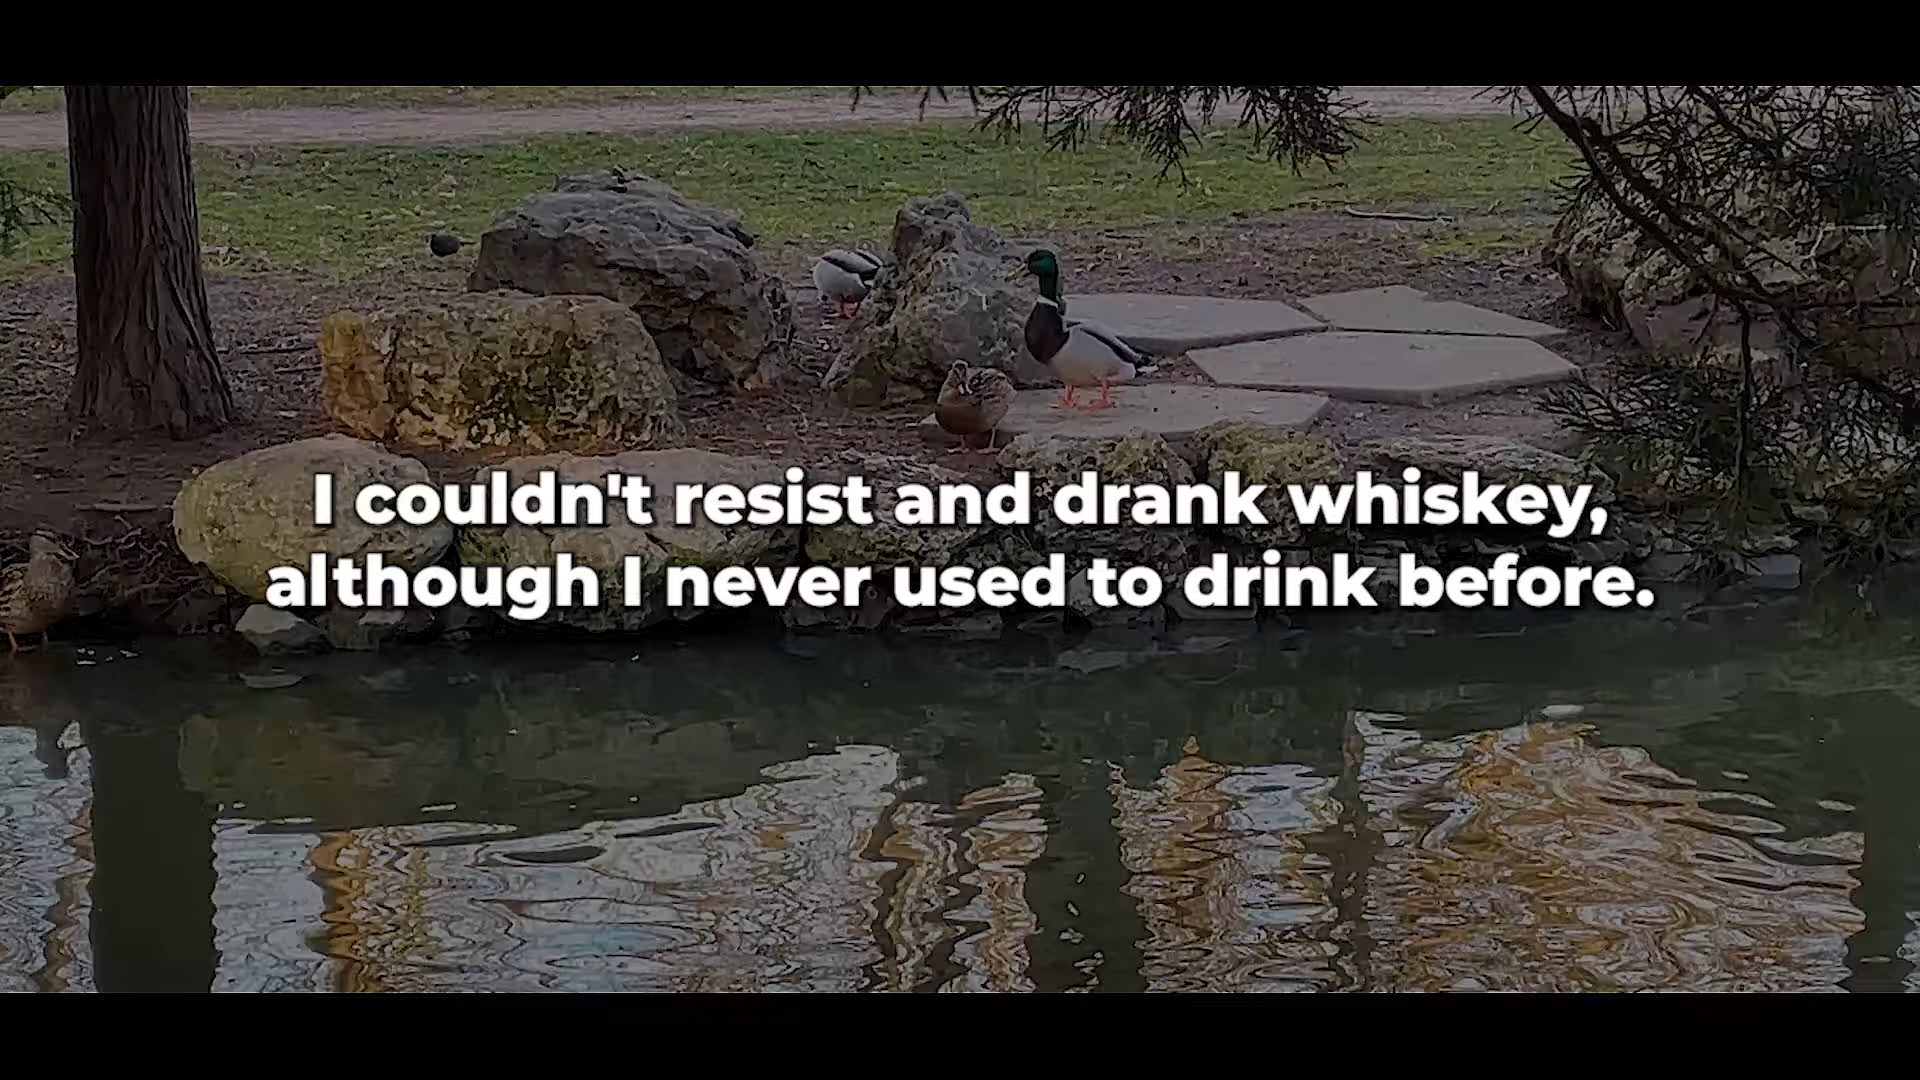 I couldn't resist and drank whiskey,
although I never used to drink before.